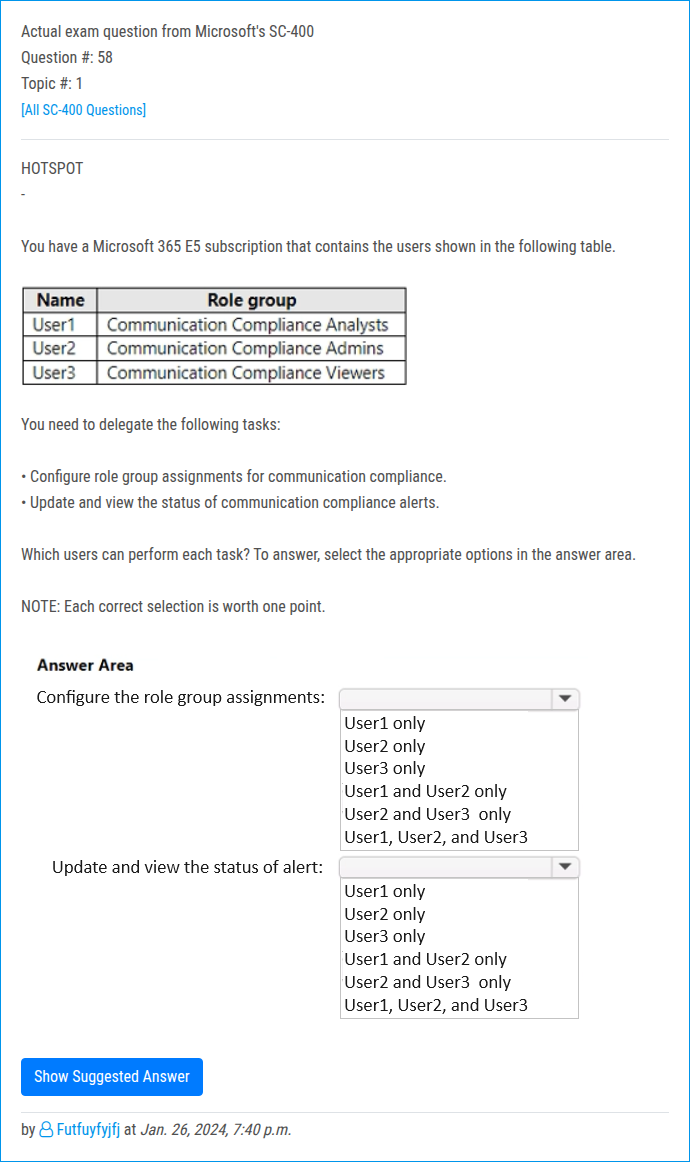 Actual exam question from Microsoft's SC-400
Question #: 58
Topic #: 1
[All SC-400 Questions]
HOTSPOT
-
You have a Microsoft 365 E5 subscription that contains the users shown in the following table.
Name Role group
User1 Communication Compliance Analysts
User2 Communication Compliance Admins
User3 Communication Compliance Viewers
You need to delegate the following tasks:
• Configure role group assignments for communication compliance.
• Update and view the status of communication compliance alerts.
Which users can perform each task? To answer, select the appropriate options in the answer area.
NOTE: Each correct selection is worth one point.
Answer Area
Configure the role group assignments:
User1 only
User2 only
User3 only
User1 and User2 only
User2 and User3 only
User1, User2, and User3
Update and view the status of alert:
User1 only
User2 only
User3 only
User1 and User2 only
User2 and User3 only
User1, User2, and User3
Show Suggested Answer
by Futfuyfyjfj at Jan. 26, 2024, 7:40 p.m.